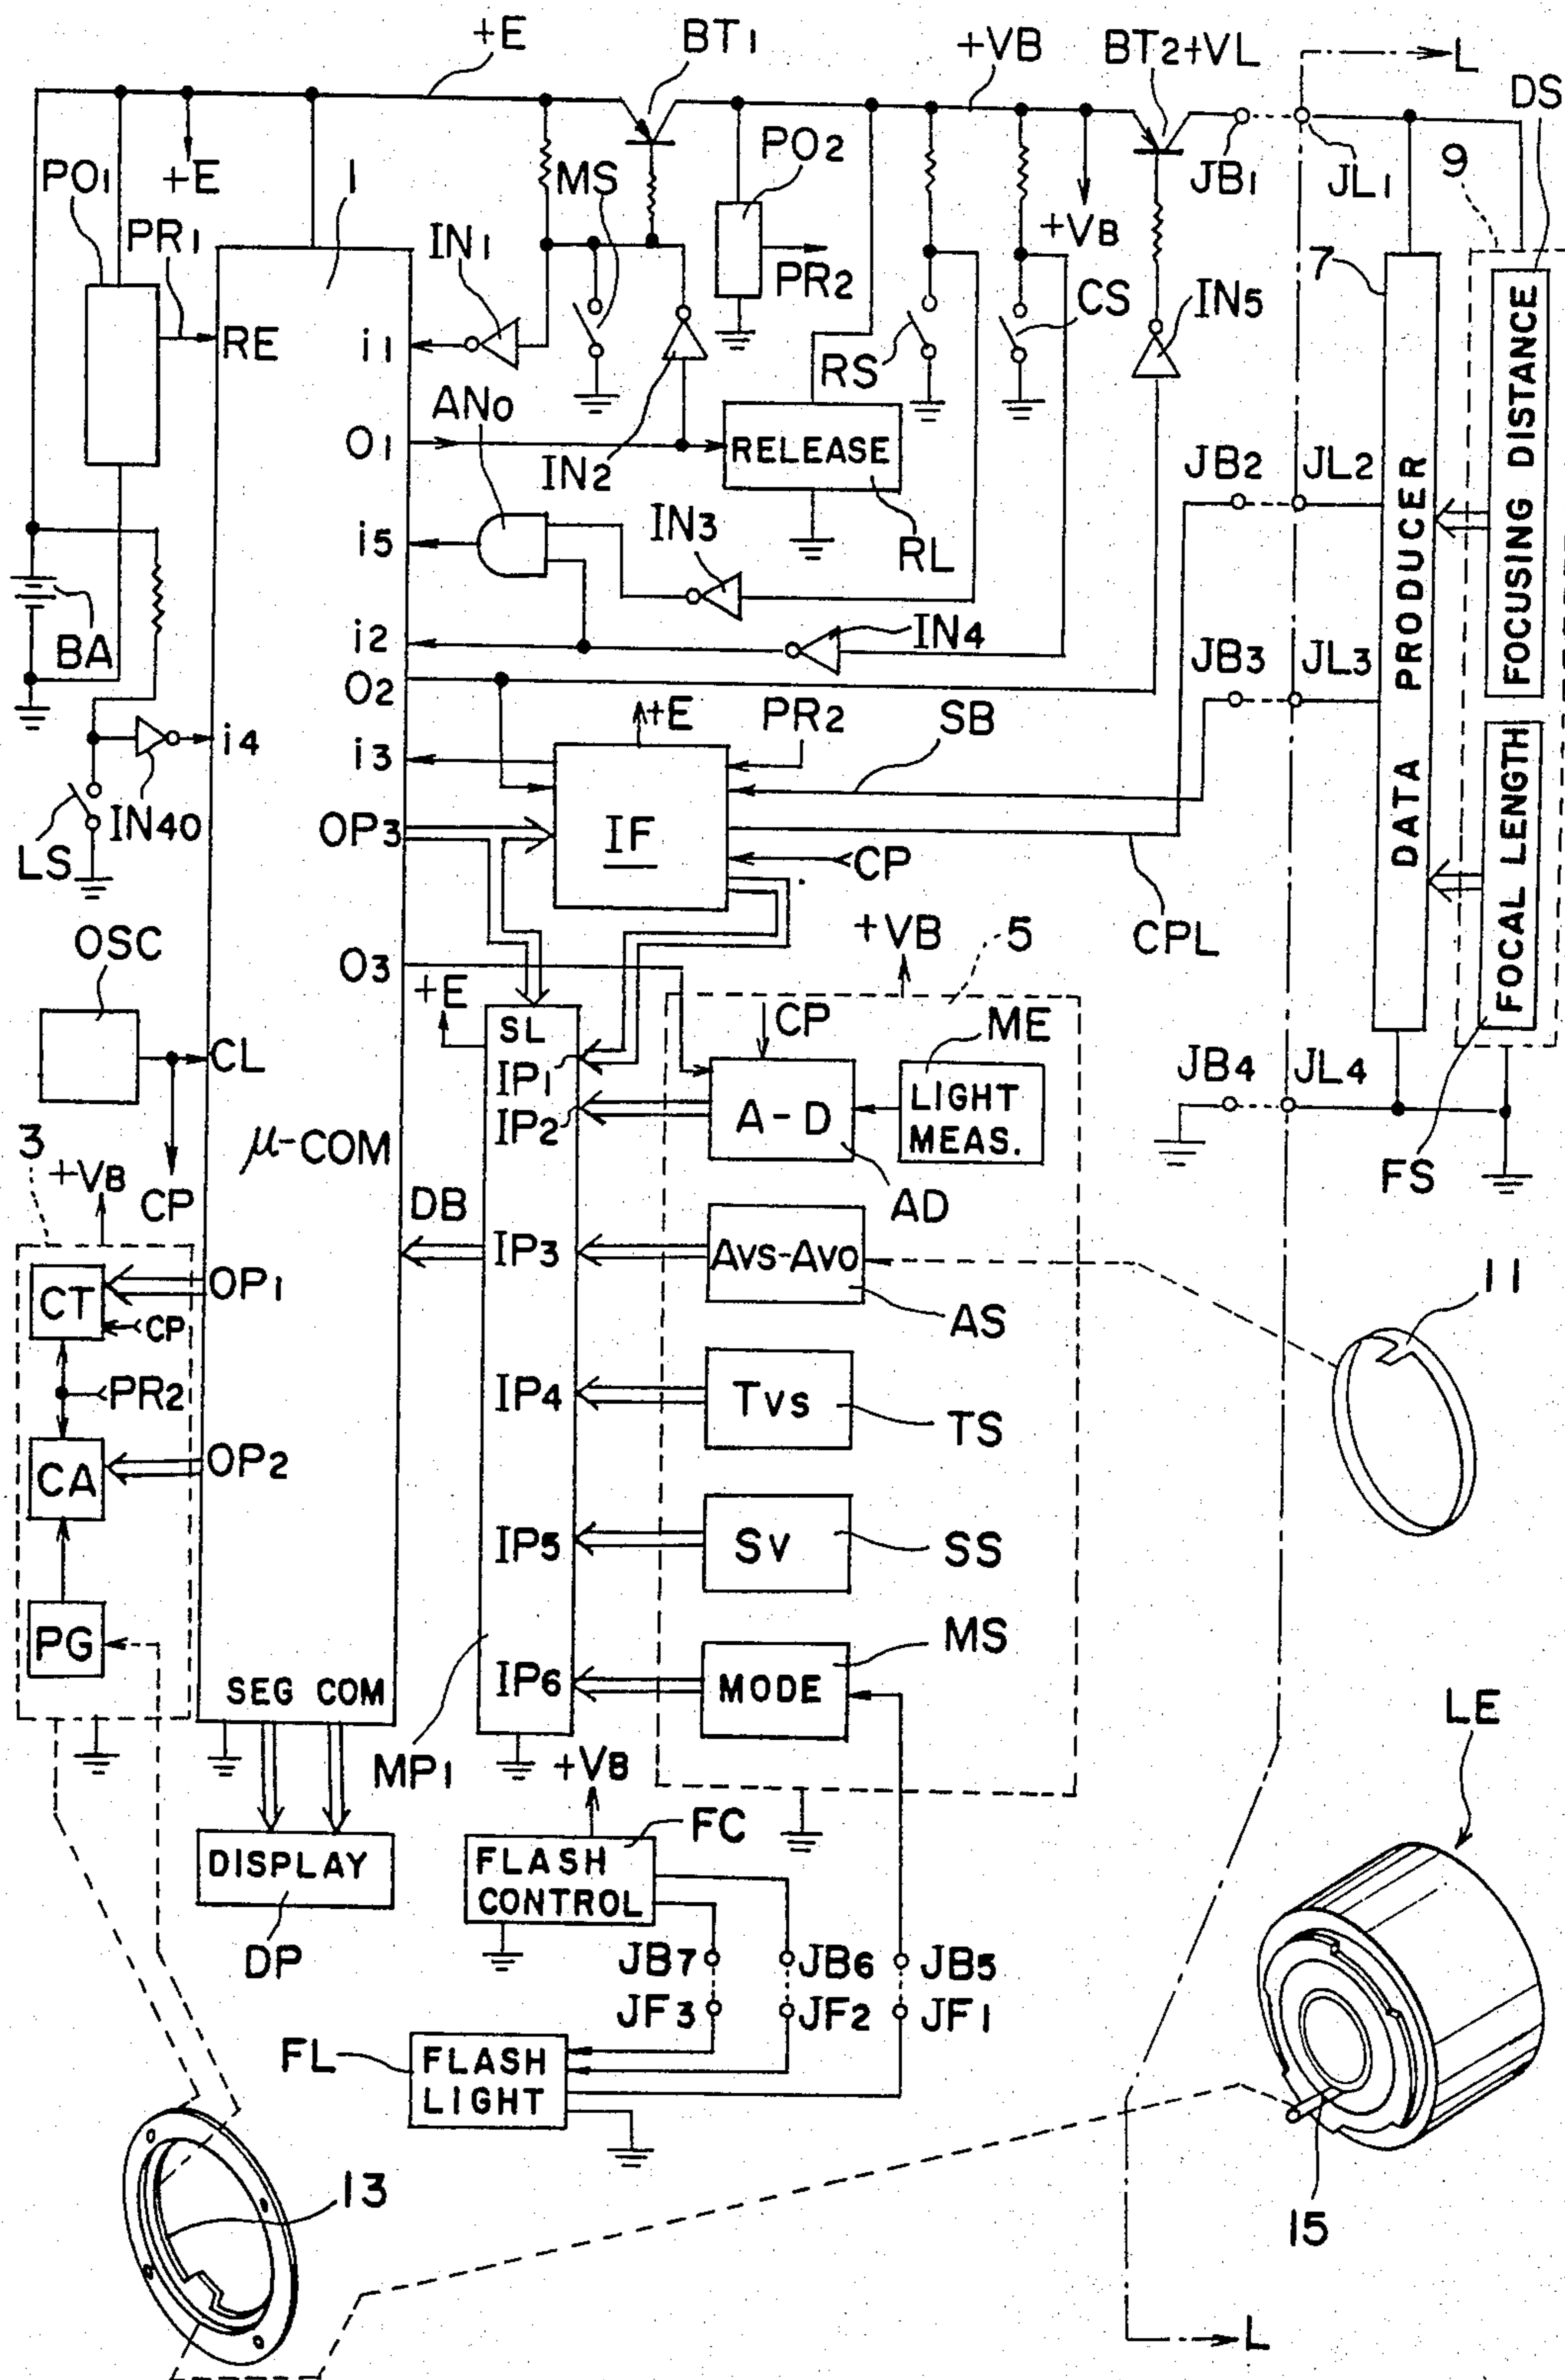 +E
BT1
+VB
BT2+VL
L
DS
PO1
+E
1
MS
PO2
+VB
JB1
JL1
9
PR1
IN1
PR2
CS
IN5
7
RE
i1
RS
AN0
O1
IN2
RELEASE
JB2
JL2
FOCUSING DISTANCE
i5
IN3
RL
BA
i2
IN4
JB3
JL3
DATA PRODUCER
O2
+E
PR2
SB
i4
i3
IN40
LS
OP3
IF
CP
FOCAL LENGTH
OSC
+VB
5
CPL
O3
+E
SL
CP
ME
CL
IP1
A-D
LIGHT
MEAS.
JB4
JL4
IP2
3
+VB
μ-COM
CP
AD
FS
DB
IP3
AVS-AVO
11
CT
OP1
CP
AS
PR2
IP4
TVS
TS
CA
OP2
IP5
SV
SS
PG
MS
IP6
MODE
SEG COM
LE
MP1
+VB
FC
DISPLAY
FLASH
CONTROL
DP
JB7
JB6
JB5
JF3
JF2
JF1
FL
FLASH
LIGHT
13
15
L